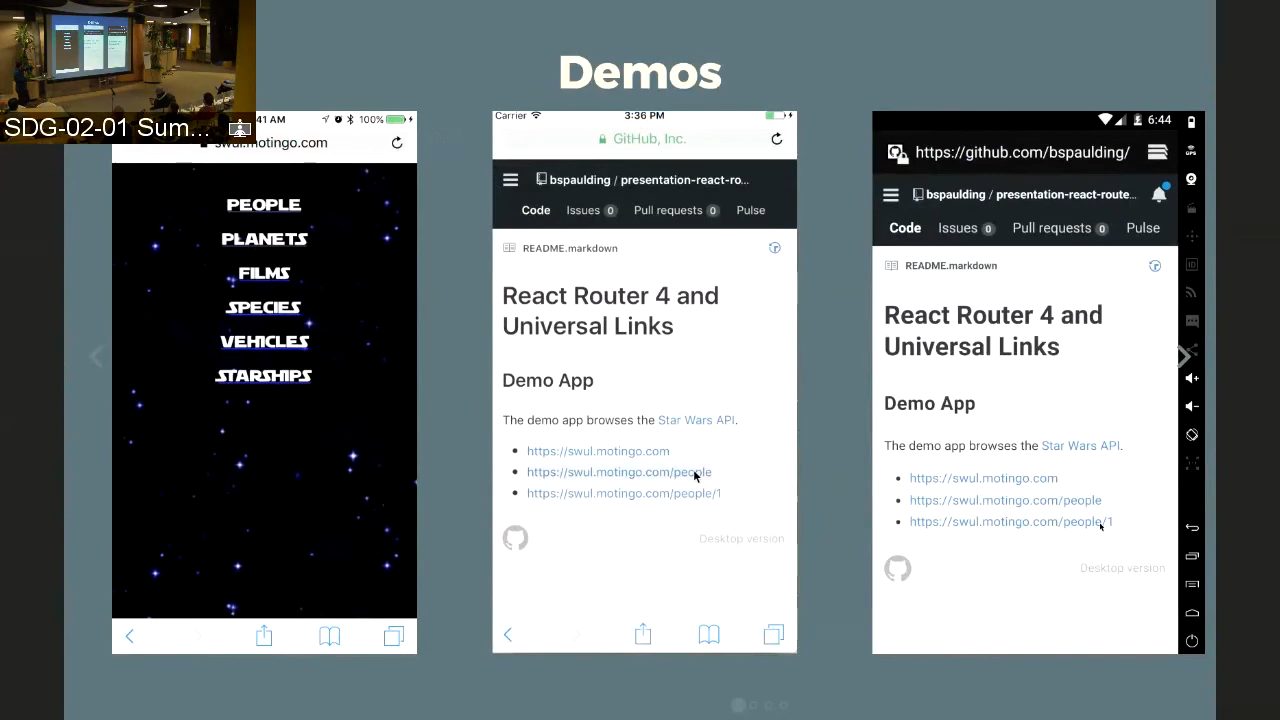 Demos
SDG-02-01 Sum...
41 AM 100%
swul.motingo.com
PEOPLE
PLANETS
FILMS
SPECIES
VEHICLES
STARSHIPS
Carrier 3:36 PM
GitHub, Inc.
bspaulding / presentation-react-ro...
Code Issues 0 Pull requests 0 Pulse
README.markdown
React Router 4 and
Universal Links
Demo App
The demo app browses the Star Wars API.
https://swul.motingo.com
https://swul.motingo.com/people
https://swul.motingo.com/people/1
Desktop version
6:44
https://github.com/bspaulding/
bspaulding / presentation-react-route...
Code Issues 0 Pull requests 0 Pulse
README.markdown
React Router 4 and
Universal Links
Demo App
The demo app browses the Star Wars API.
https://swul.motingo.com
https://swul.motingo.com/people
https://swul.motingo.com/people/1
Desktop version